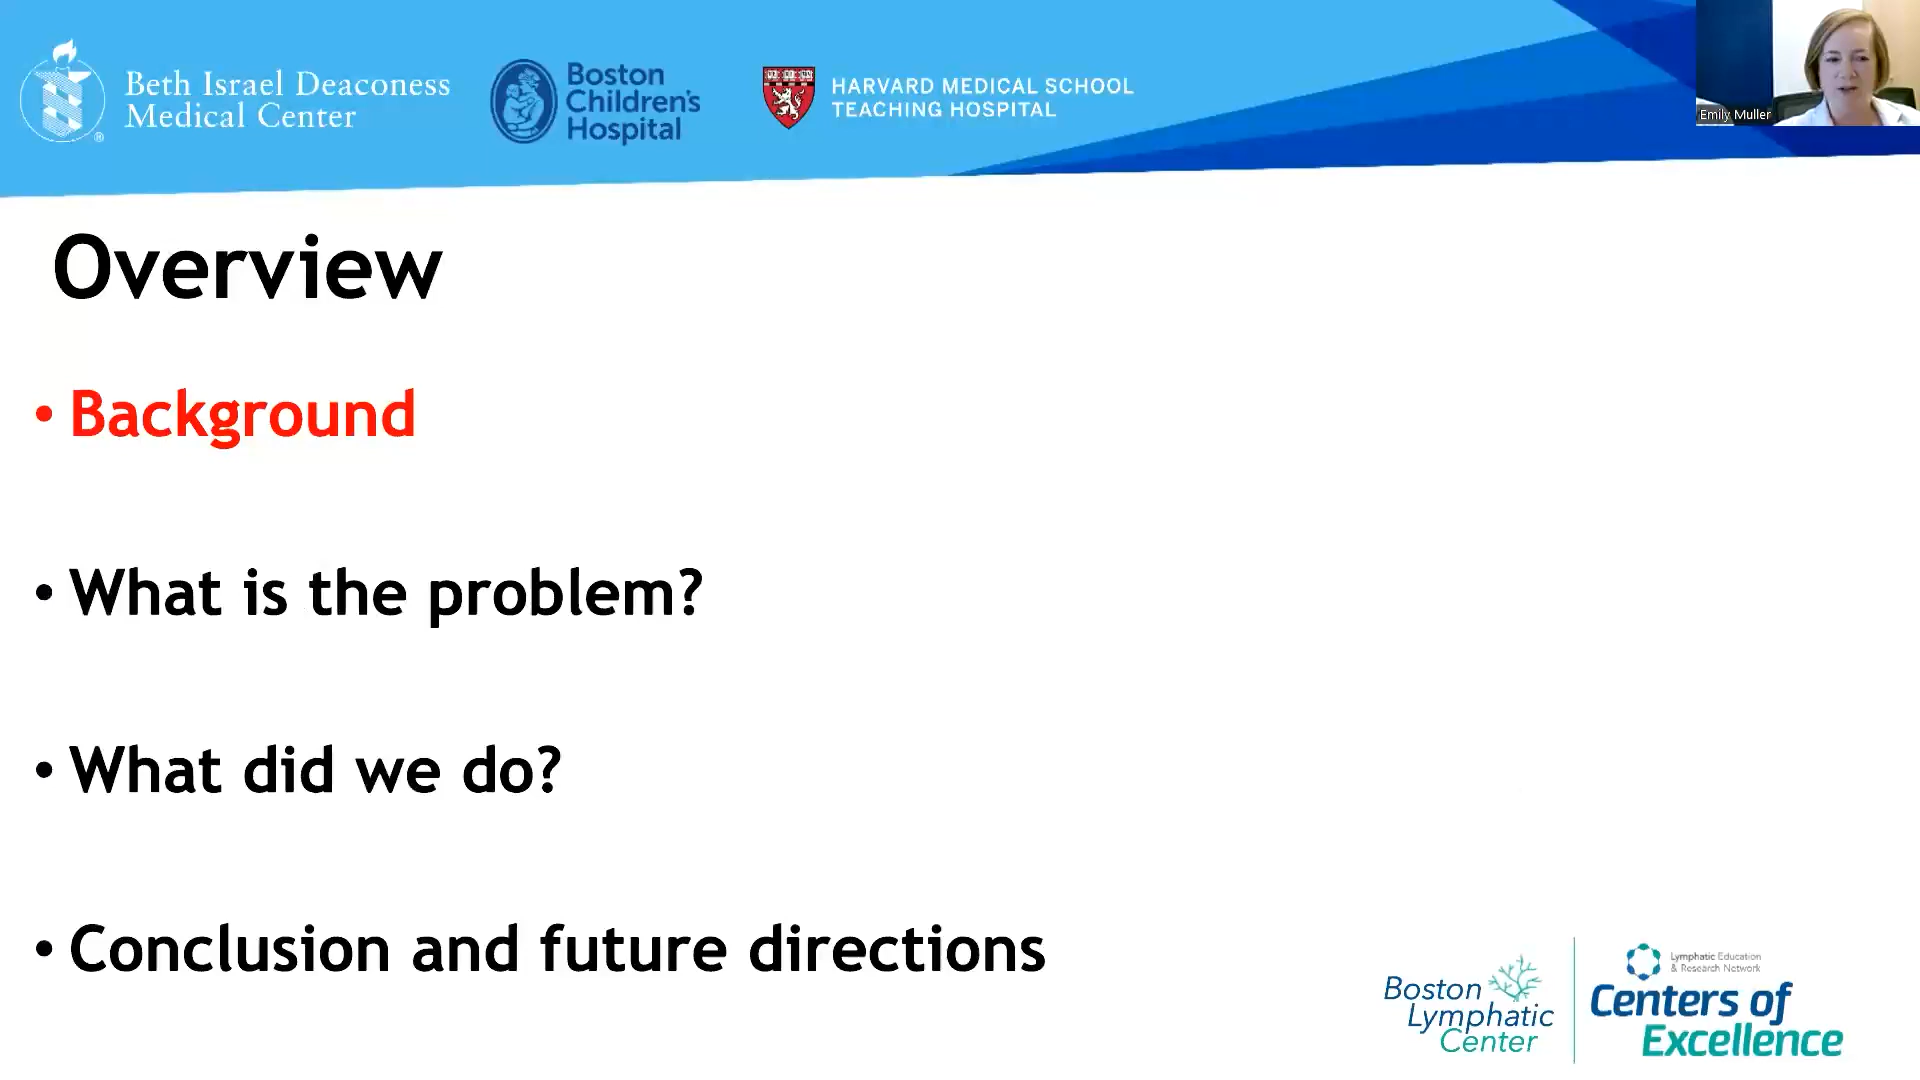 Beth Israel Deaconess
Medical Center
®
Boston
Children's
Hospital
HARVARD MEDICAL SCHOOL
TEACHING HOSPITAL
Emily Muller
Overview
• Background
• What is the problem?
• What did we do?
• Conclusion and future directions
Boston
Lymphatic
Center
Lymphatic Education
& Research Network
Centers of
Excellence